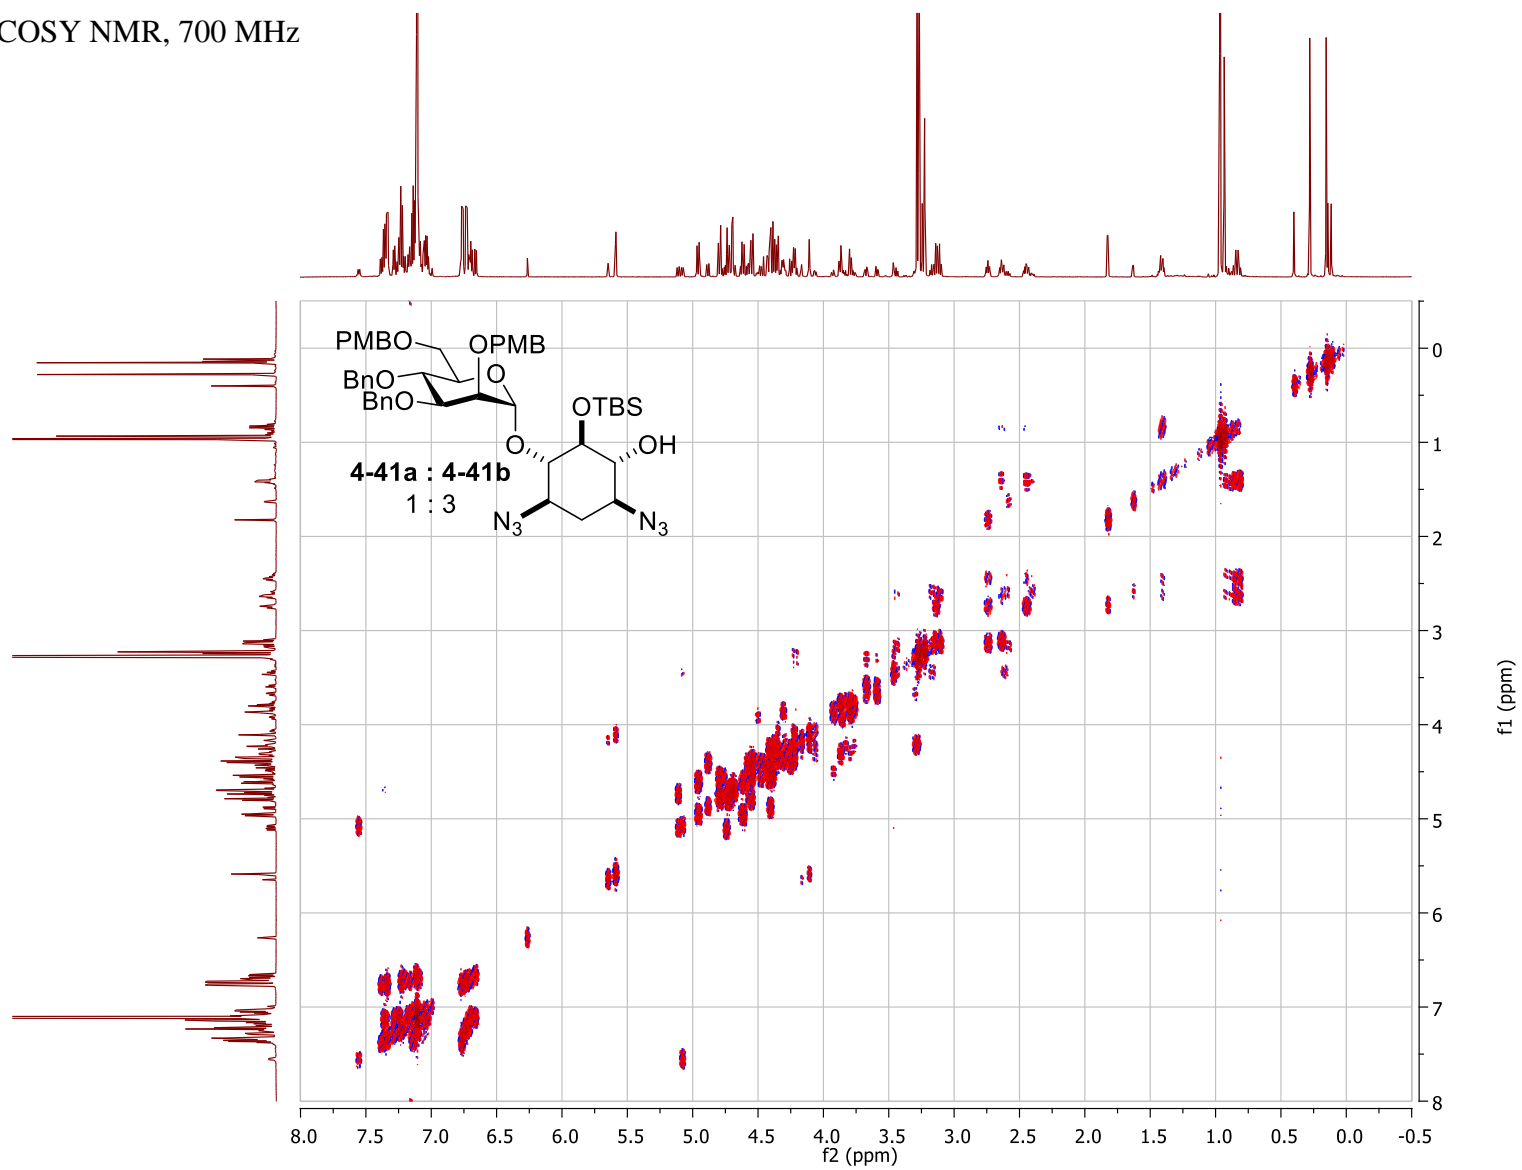 COSY NMR, 700 MHz
PMBO
OPMB
O
BnO
BnO
OTBS
O
OH
4-41a : 4-41b
1 : 3
N3
N3
0
1
2
3
4
5
6
7
8
f1 (ppm)
8.0 7.5 7.0 6.5 6.0 5.5 5.0 4.5 4.0 3.5 3.0 2.5 2.0 1.5 1.0 0.5 0.0 -0.5
f2 (ppm)